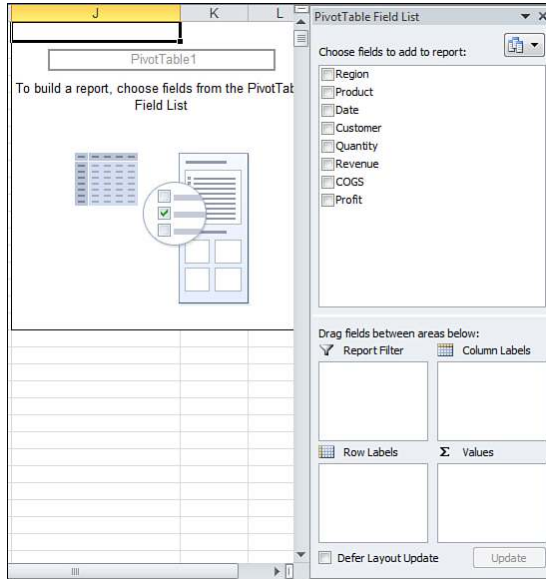 J K L
PivotTable1
To build a report, choose fields from the PivotTab
Field List
PivotTable Field List
Choose fields to add to report:
Region
Product
Date
Customer
Quantity
Revenue
COGS
Profit
Drag fields between areas below:
Report Filter
Column Labels
Row Labels
Σ Values
Defer Layout Update
Update